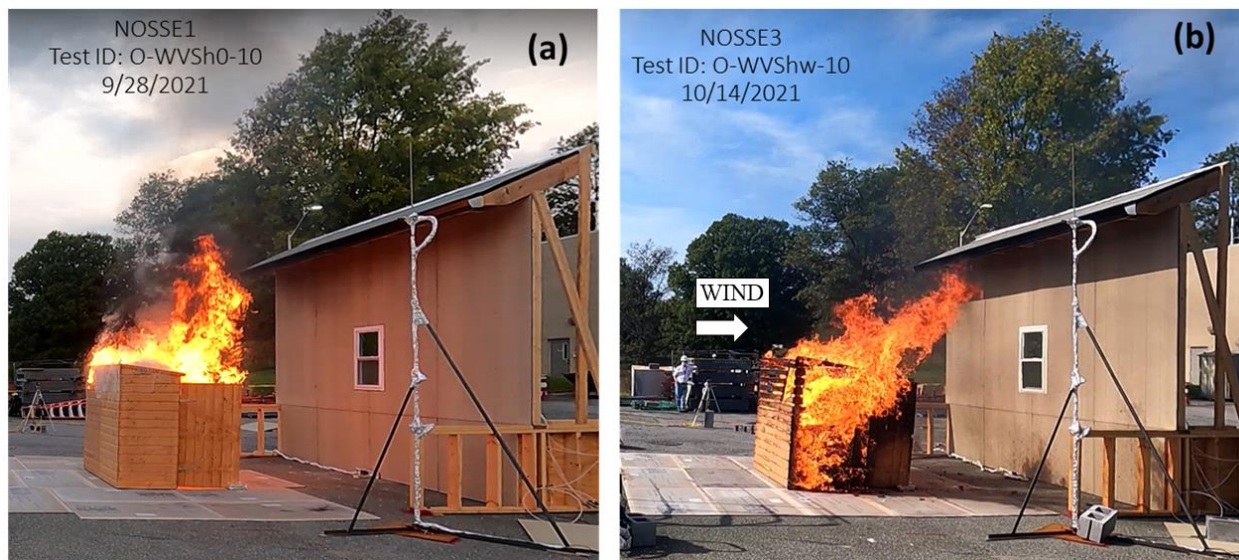 NOSSE1
Test ID: O-WVSh0-10
9/28/2021
(a)
NOSSE3
Test ID: O-WVShw-10
10/14/2021
(b)
WIND